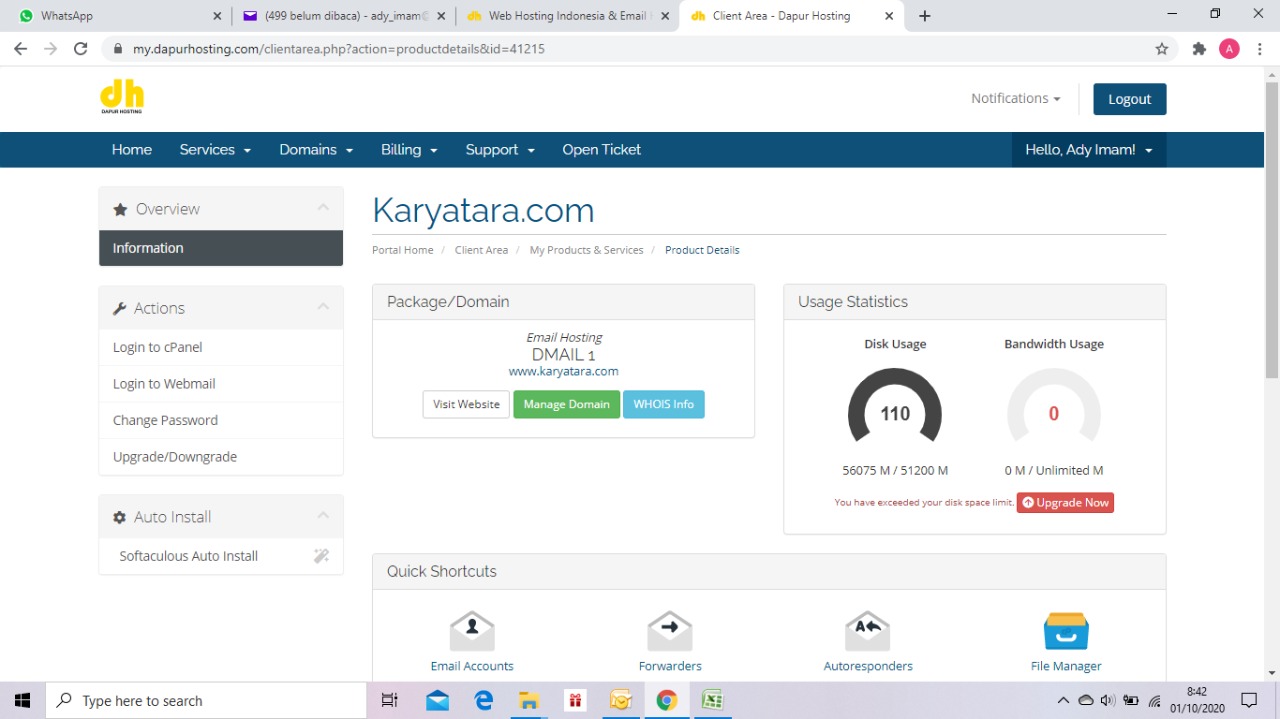 WhatsApp
(499 belum dibaca) - ady_imam@
Web Hosting Indonesia & Email
Client Area - Dapur Hosting
my.dapurhosting.com/clientarea.php?action=productdetails&id=41215
A
dh
DAPUR HOSTING
Notifications
Logout
Home
Services
Domains
Billing
Support
Open Ticket
Hello, Ady Imam!
Overview
Information
Actions
Login to cPanel
Login to Webmail
Change Password
Upgrade/Downgrade
Auto Install
Softaculous Auto Install
Karyatara.com
Portal Home / Client Area / My Products & Services / Product Details
Package/Domain
Email Hosting
DMAIL 1
www.karyatara.com
Visit Website
Manage Domain
WHOIS Info
Usage Statistics
Disk Usage
Bandwidth Usage
110
0
56075 M / 51200 M
0 M / Unlimited M
You have exceeded your disk space limit.
Upgrade Now
Quick Shortcuts
Email Accounts
Forwarders
A
Autoresponders
File Manager
Type here to search
8:42
01/10/2020